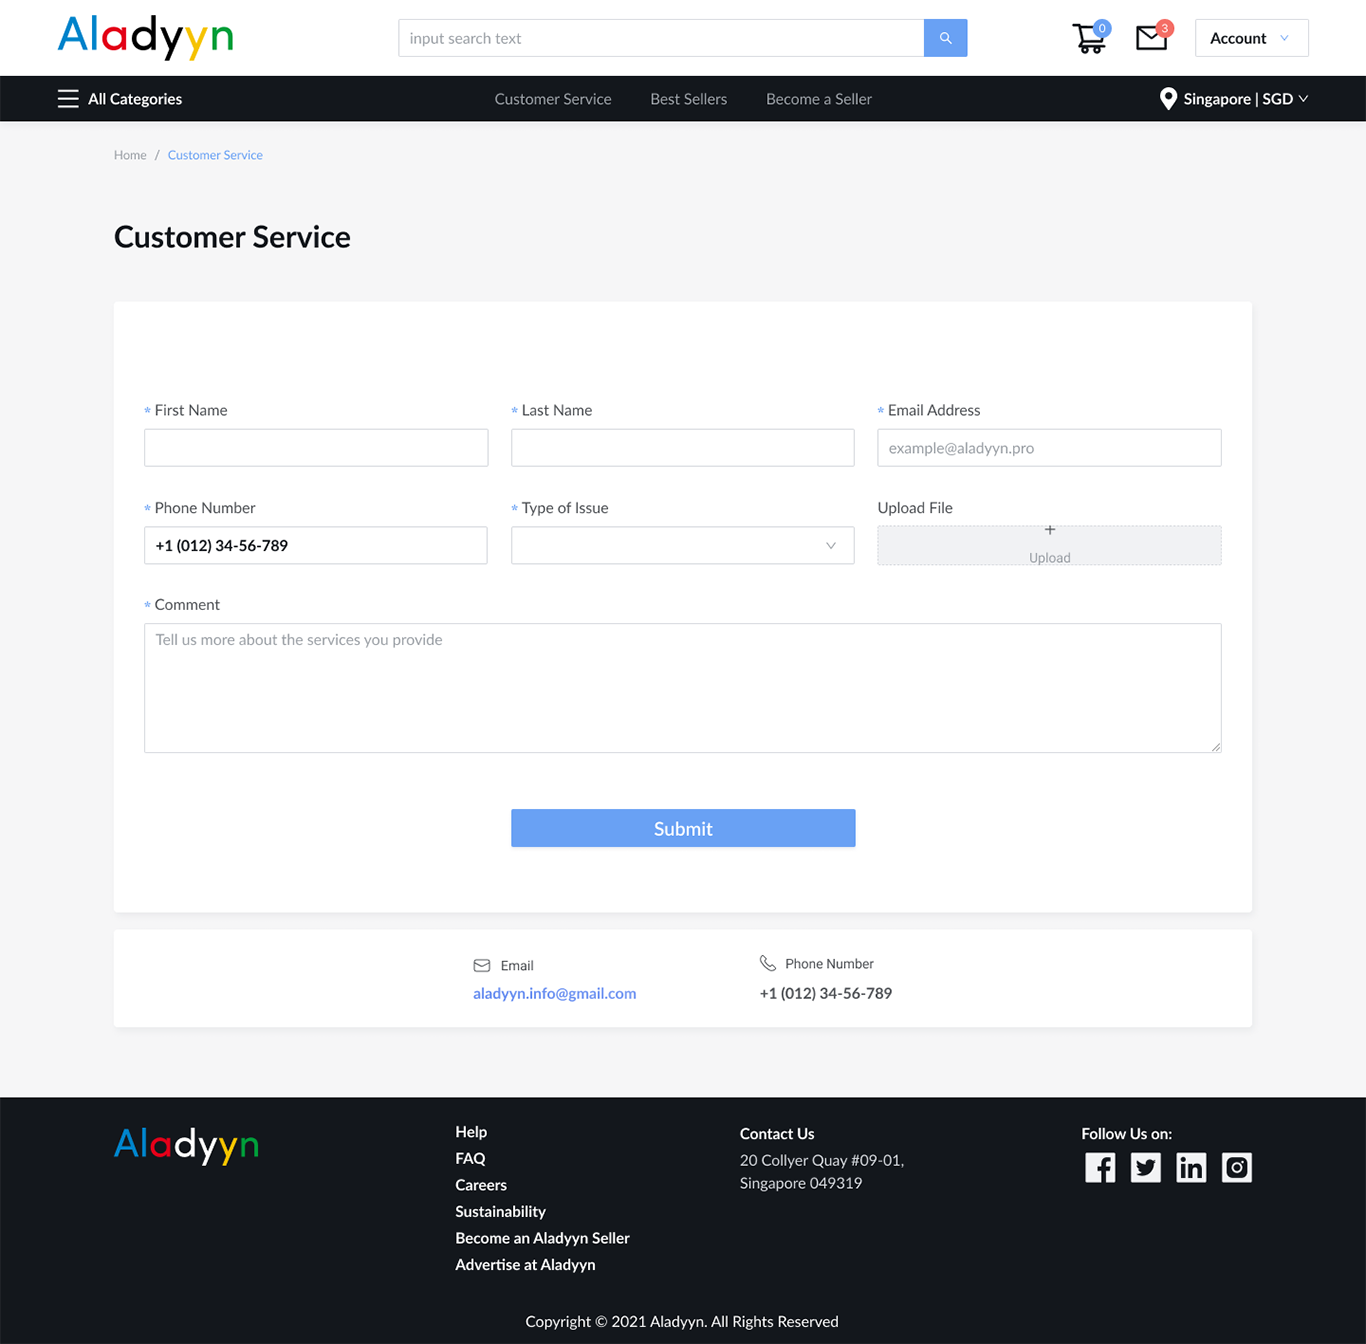 Aladyyn
input search text
0
3
Account
All Categories
Customer Service
Best Sellers
Become a Seller
Singapore | SGD
Home / Customer Service
Customer Service
* First Name
* Last Name
* Email Address
example@aladyyn.pro
* Phone Number
* Type of Issue
Upload File
+1 (012) 34-56-789
+
Upload
* Comment
Tell us more about the services you provide
Submit
Email
Phone Number
aladyyn.info@gmail.com
+1 (012) 34-56-789
Aladyyn
Help
FAQ
Careers
Sustainability
Become an Aladyyn Seller
Advertise at Aladyyn
Contact Us
20 Collyer Quay #09-01,
Singapore 049319
Follow Us on:
Copyright © 2021 Aladyyn. All Rights Reserved